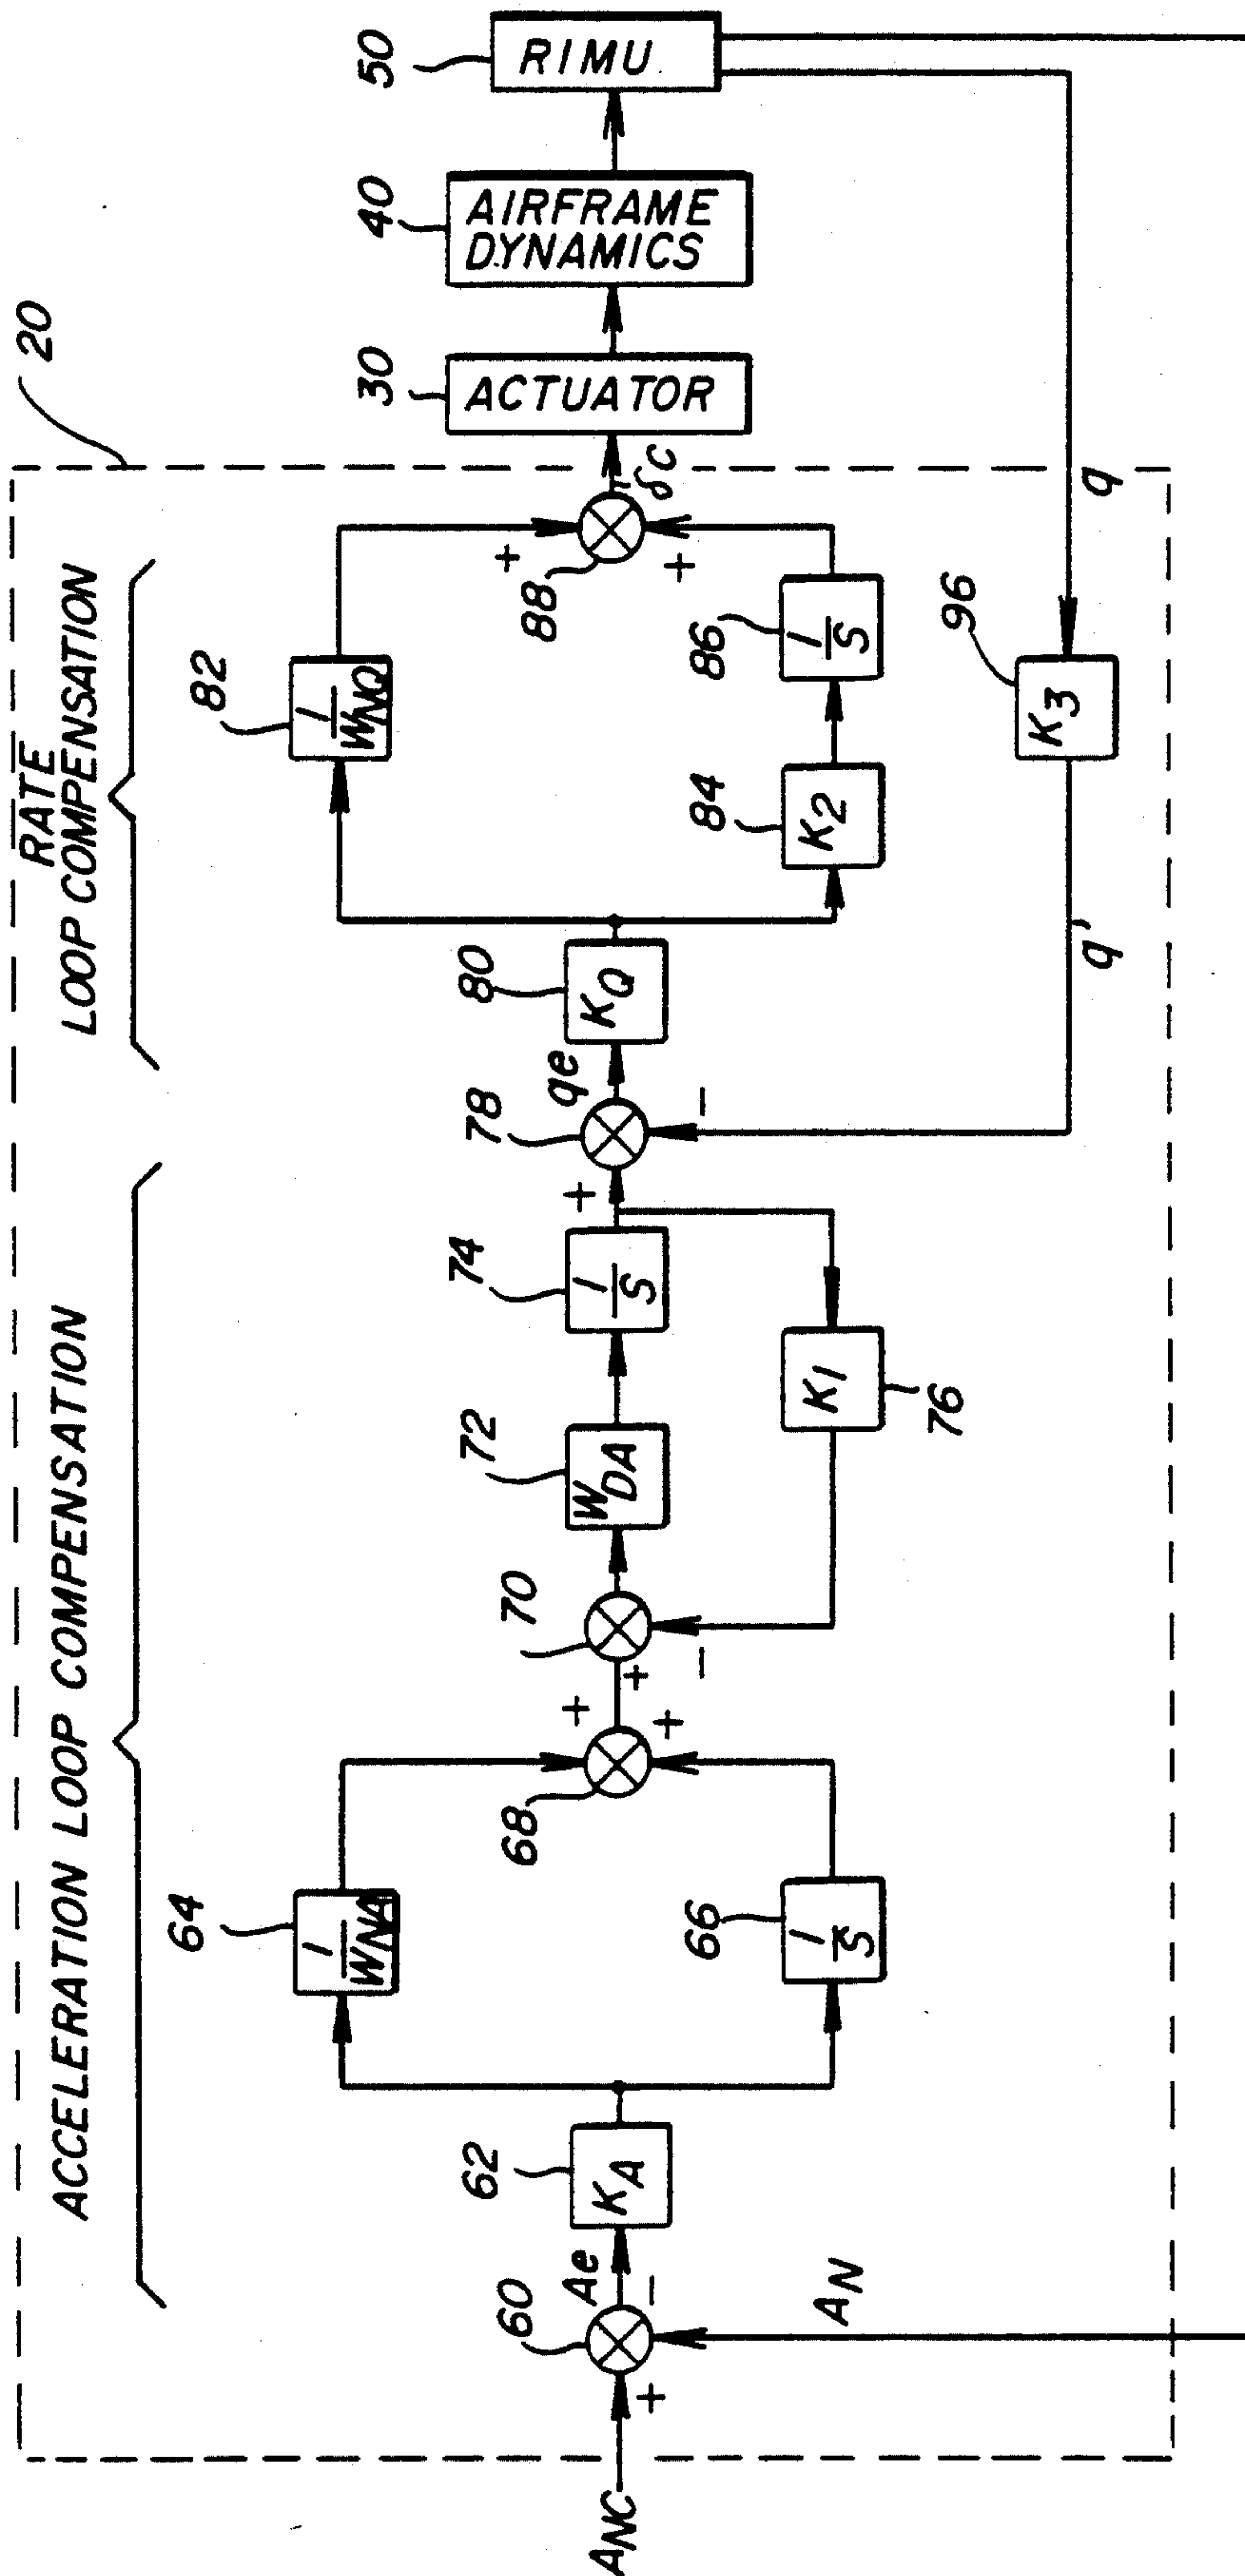 20
ACCELERATION LOOP COMPENSATION
RATE
LOOP COMPENSATION
ANC
+
60
-
Ae
AN
62
KA
64
1
WNA
66
1
S
68
+
+
+
70
-
72
WDA
74
1
S
76
K1
+
78
-
qe
80
KQ
82
1
WNQ
84
K2
86
1
S
88
+
+
δc
q'
96
K3
q
30
ACTUATOR
40
AIRFRAME
DYNAMICS
50
RIMU